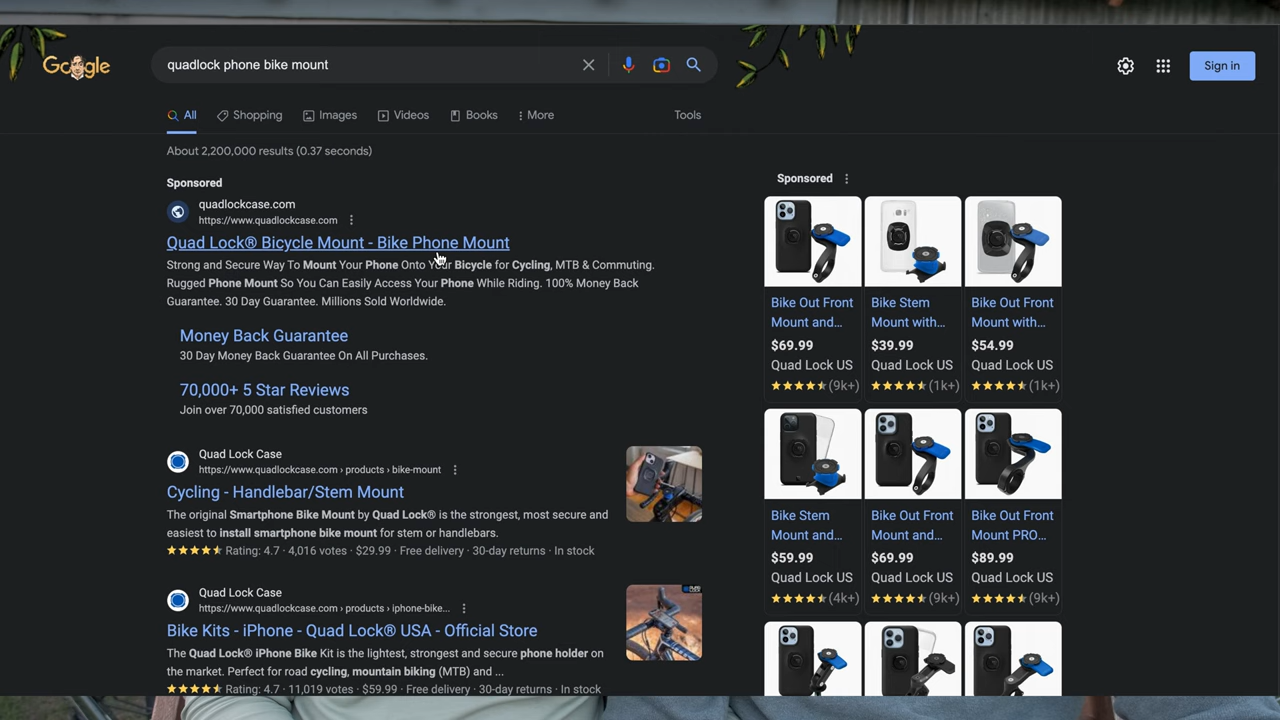 Google
quadlock phone bike mount
Sign in
All
Shopping
Images
Videos
Books
More
Tools
About 2,200,000 results (0.37 seconds)
Sponsored
quadlockcase.com
https://www.quadlockcase.com
Quad Lock® Bicycle Mount - Bike Phone Mount
Strong and Secure Way To Mount Your Phone Onto Your Bicycle for Cycling, MTB & Commuting.
Rugged Phone Mount So You Can Easily Access Your Phone While Riding. 100% Money Back
Guarantee. 30 Day Guarantee. Millions Sold Worldwide.
Money Back Guarantee
30 Day Money Back Guarantee On All Purchases.
70,000+ 5 Star Reviews
Join over 70,000 satisfied customers
Quad Lock Case
https://www.quadlockcase.com › products › bike-mount
Cycling - Handlebar/Stem Mount
The original Smartphone Bike Mount by Quad Lock® is the strongest, most secure and
easiest to install smartphone bike mount for stem or handlebars.
Rating: 4.7 · 4,016 votes · $29.99 · Free delivery · 30-day returns · In stock
Quad Lock Case
https://www.quadlockcase.com › products › iphone-bike...
Bike Kits - iPhone - Quad Lock® USA - Official Store
The Quad Lock® iPhone Bike Kit is the lightest, strongest and secure phone holder on
the market. Perfect for road cycling, mountain biking (MTB) and ...
Rating: 4.7 · 11,019 votes · $59.99 · Free delivery · 30-day returns · In stock
Sponsored
Bike Out Front
Mount and...
$69.99
Quad Lock US
(9k+)
Bike Stem
Mount with...
$39.99
Quad Lock US
(1k+)
Bike Out Front
Mount with...
$54.99
Quad Lock US
(1k+)
Bike Stem
Mount and...
$59.99
Quad Lock US
(4k+)
Bike Out Front
Mount and...
$69.99
Quad Lock US
(9k+)
Bike Out Front
Mount PRO...
$89.99
Quad Lock US
(9k+)